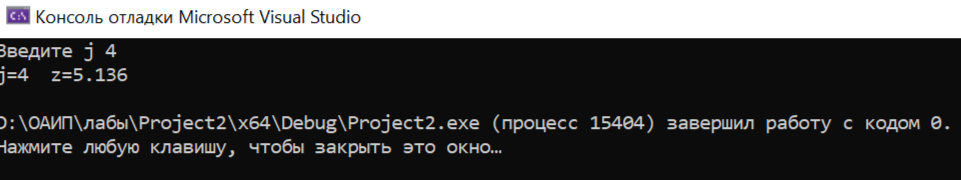 C:\ Консоль отладки Microsoft Visual Studio
Введите j 4
j=4  z=5.136
D:\ОАИП\лабы\Project2\x64\Debug\Project2.exe (процесс 15404) завершил работу с кодом 0.
Нажмите любую клавишу, чтобы закрыть это окно…